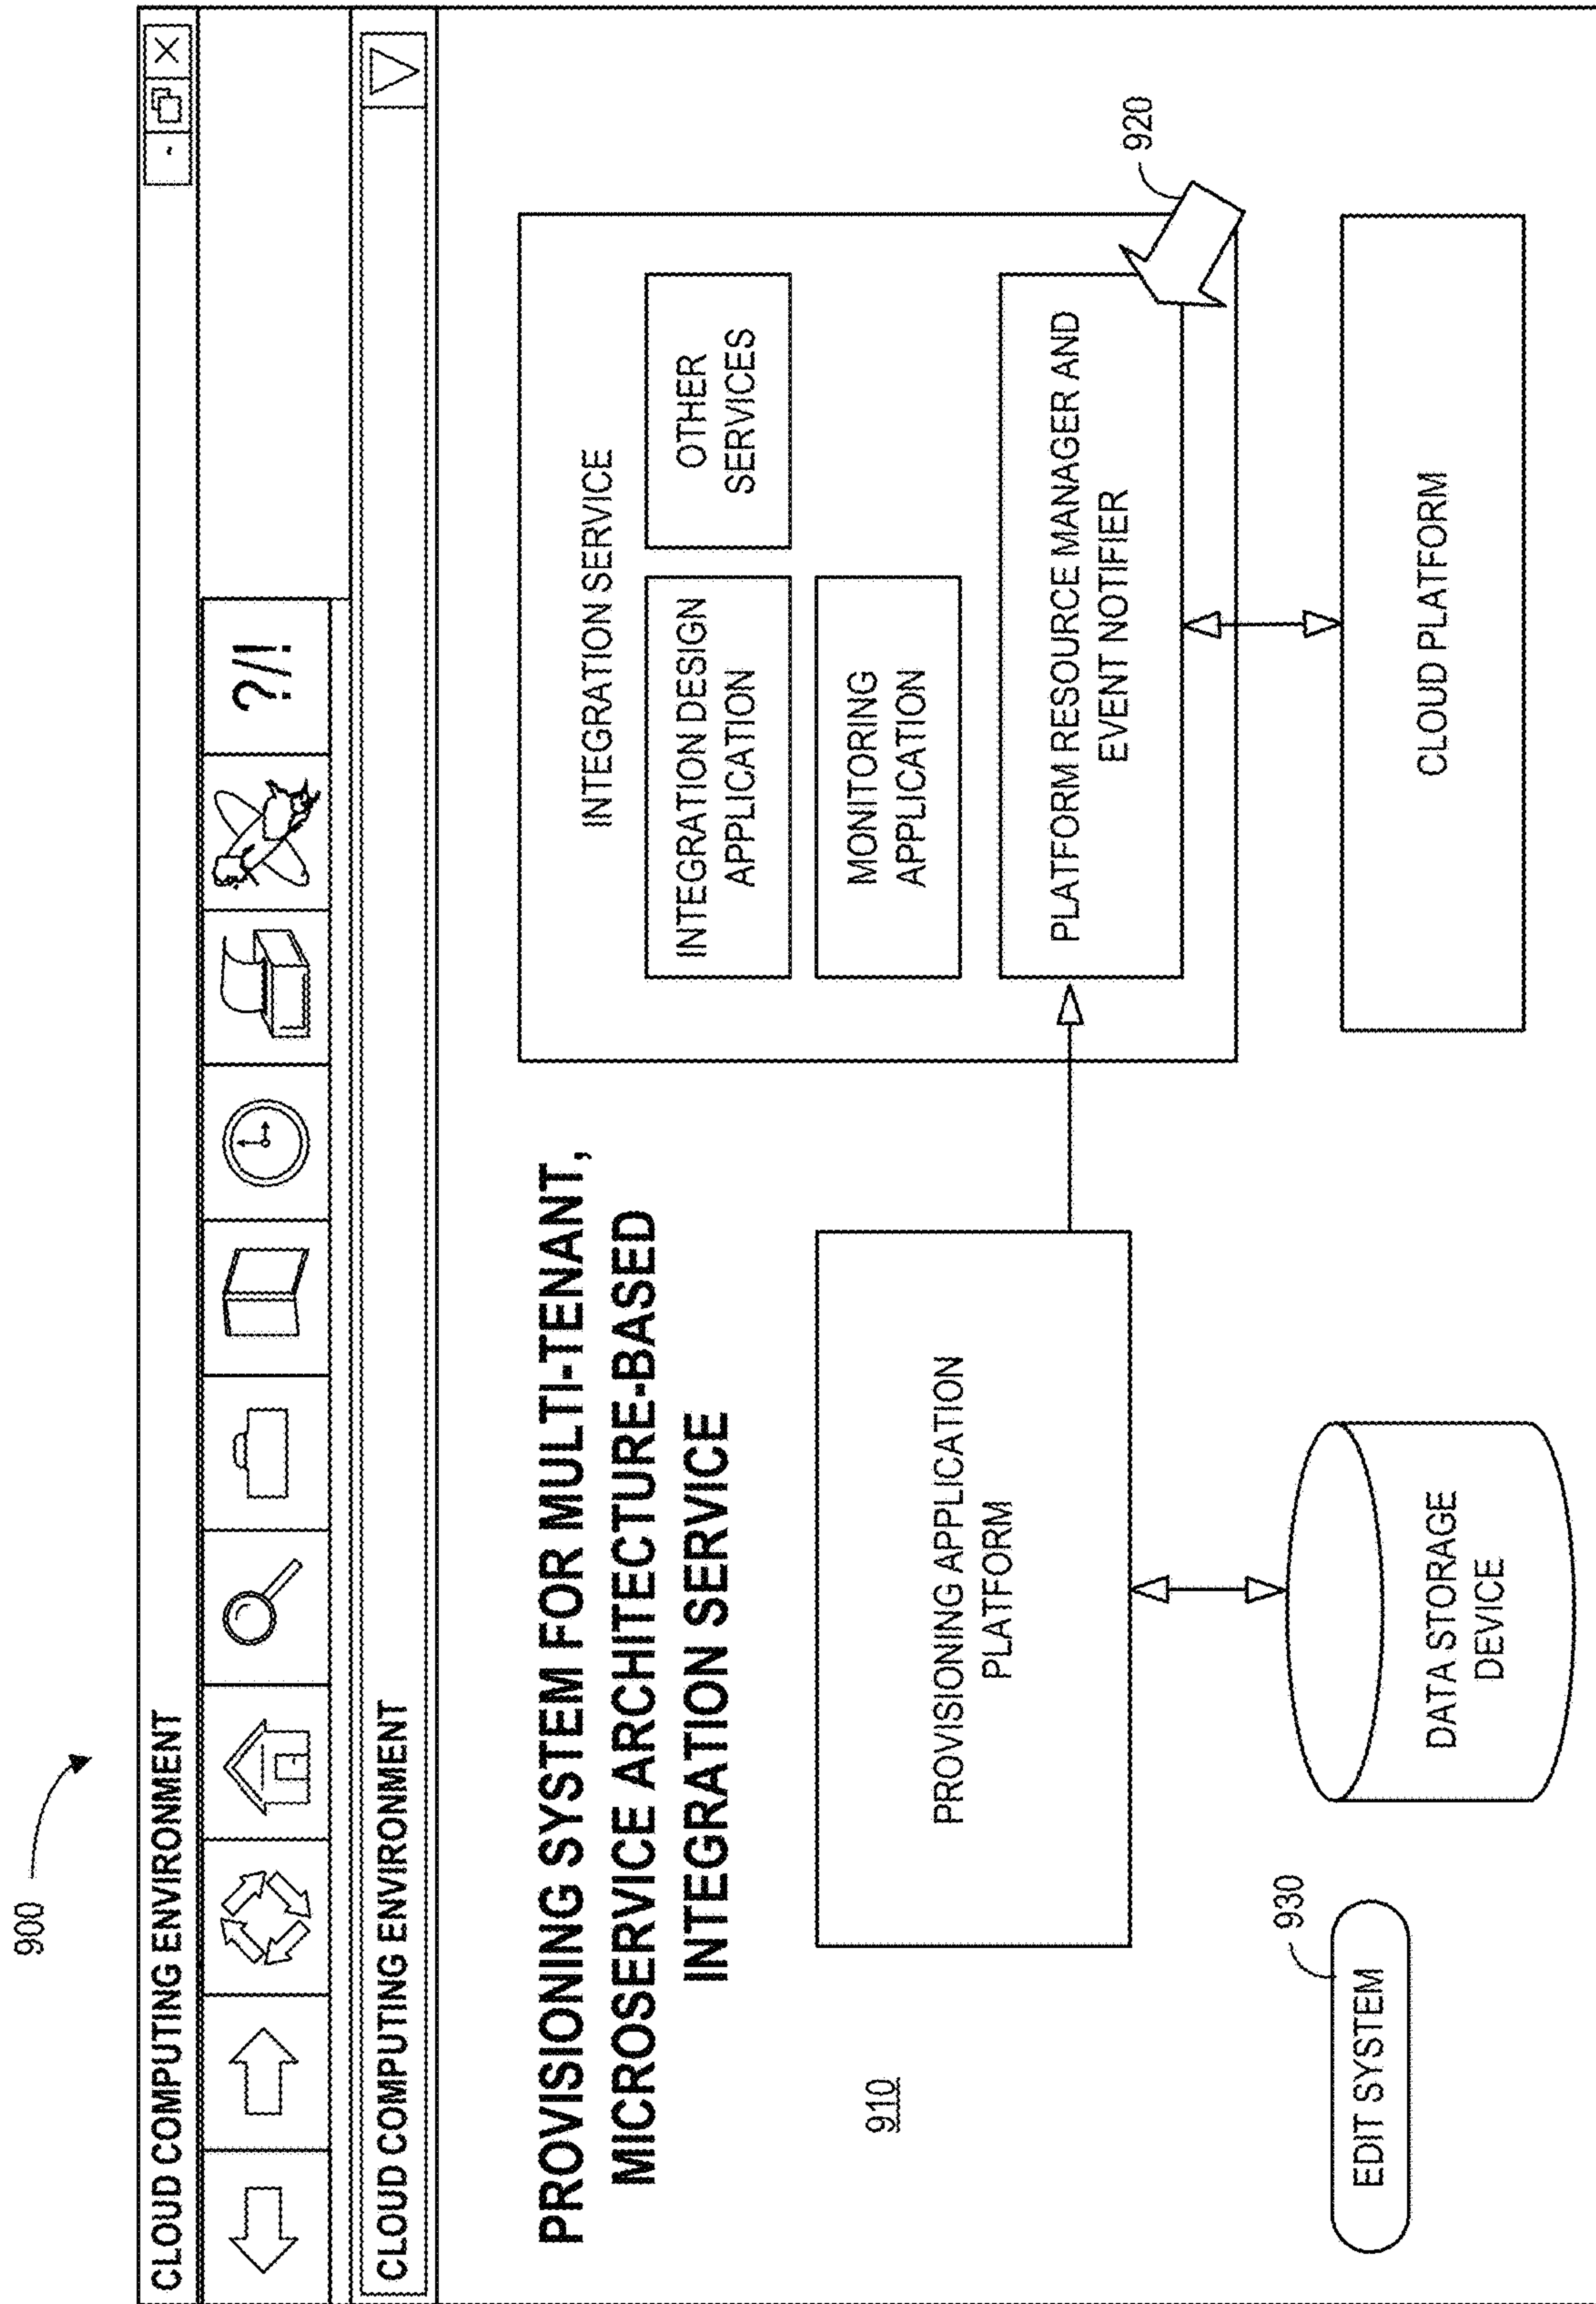 900
CLOUD COMPUTING ENVIRONMENT
- X
?/!
CLOUD COMPUTING ENVIRONMENT
PROVISIONING SYSTEM FOR MULTI-TENANT,
MICROSERVICE ARCHITECTURE-BASED
INTEGRATION SERVICE
910
PROVISIONING APPLICATION
PLATFORM
DATA STORAGE
DEVICE
930
EDIT SYSTEM
INTEGRATION SERVICE
INTEGRATION DESIGN
APPLICATION
OTHER
SERVICES
MONITORING
APPLICATION
PLATFORM RESOURCE MANAGER AND
EVENT NOTIFIER
920
CLOUD PLATFORM